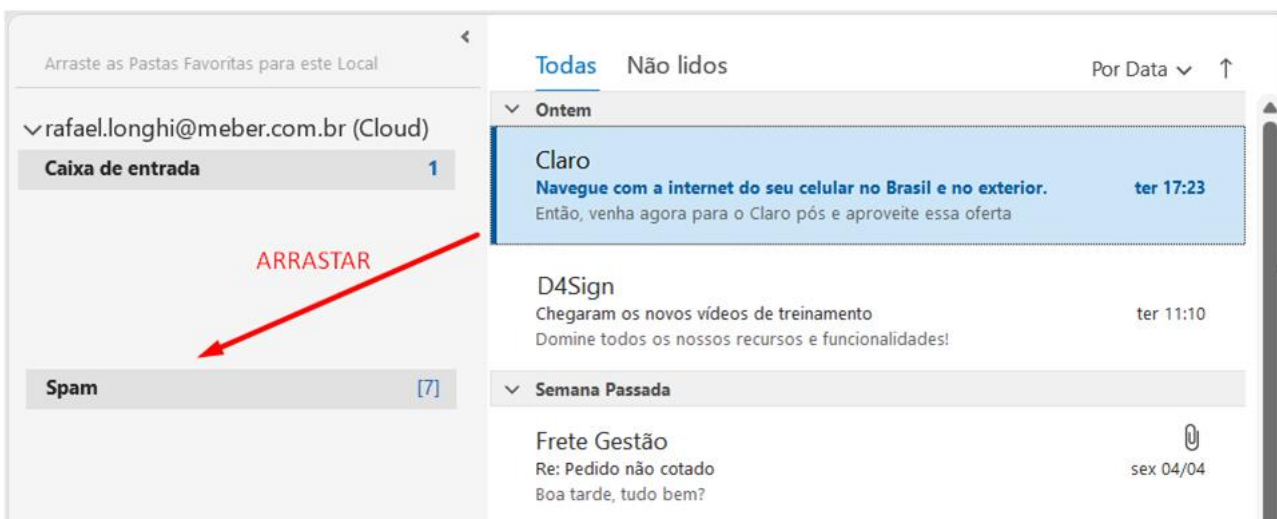 Arraste as Pastas Favoritas para este Local
rafael.longhi@meber.com.br (Cloud)
Caixa de entrada 1
ARRASTAR
Spam [7]
Todas Não lidos Por Data
Ontem
Claro
Navegue com a internet do seu celular no Brasil e no exterior. ter 17:23
Então, venha agora para o Claro pós e aproveite essa oferta
D4Sign
Chegaram os novos vídeos de treinamento ter 11:10
Domine todos os nossos recursos e funcionalidades!
Semana Passada
Frete Gestão
Re: Pedido não cotado sex 04/04
Boa tarde, tudo bem?